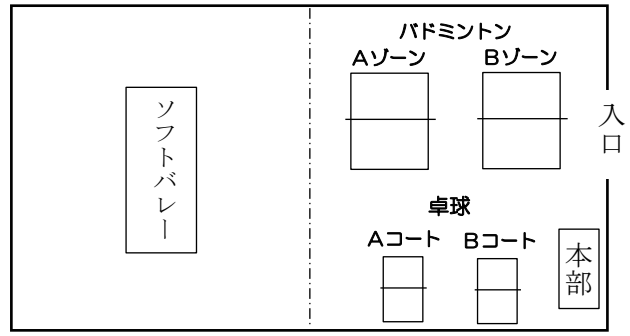 バドミントン
Aゾーン Bゾーン
ソフトバレー
入口
卓球
Aコート Bコート
本部